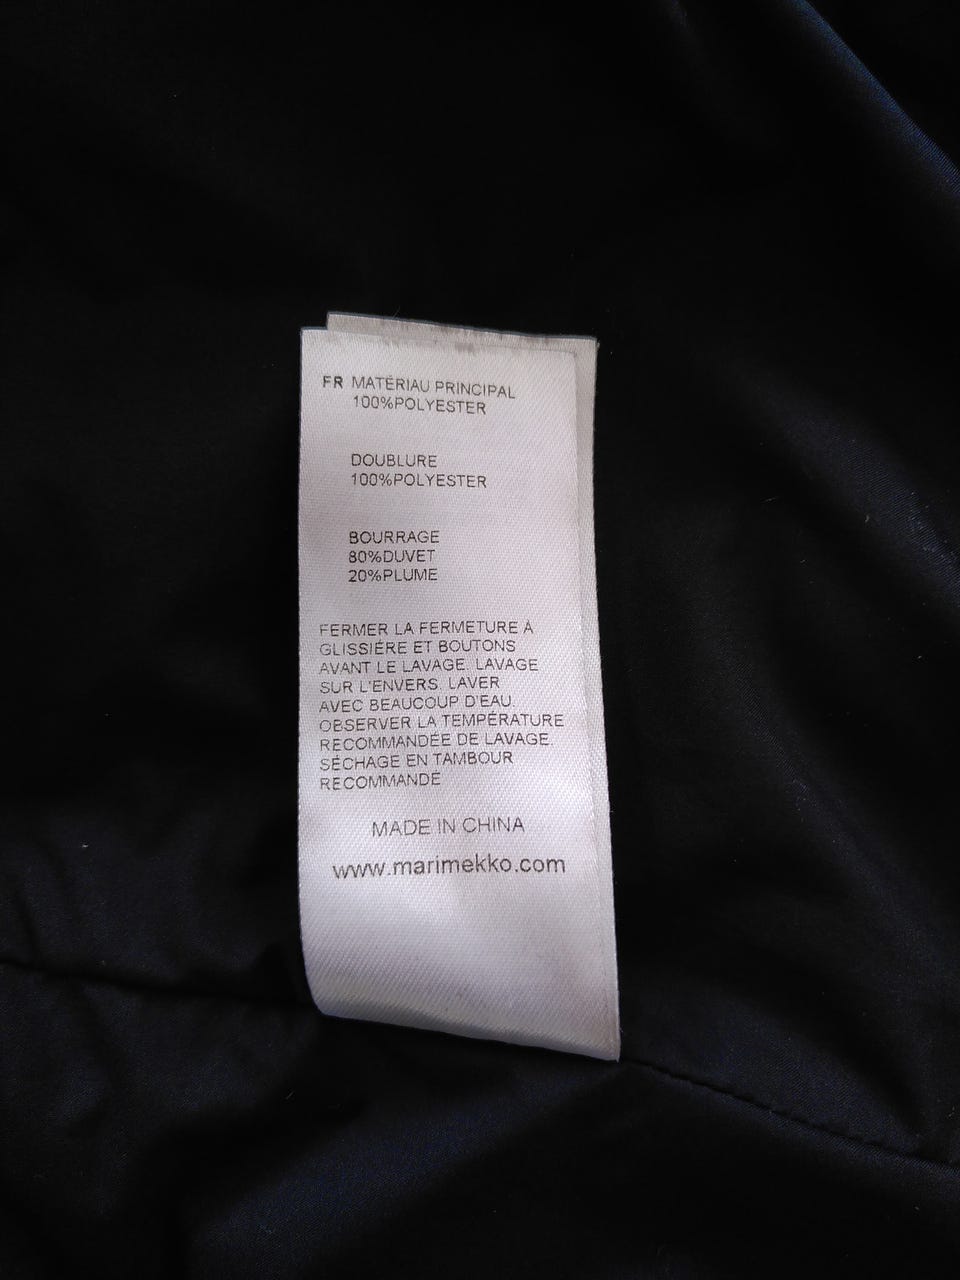 FR MATÉRIAU PRINCIPAL
100%POLYESTER
DOUBLURE
100%POLYESTER
BOURRAGE
80%DUVET
20%PLUME
FERMER LA FERMETURE À
GLISSIÉRE ET BOUTONS
AVANT LE LAVAGE. LAVAGE
SUR L'ENVERS. LAVER
AVEC BEAUCOUP D'EAU.
OBSERVER LA TEMPÉRATURE
RECOMMANDÉE DE LAVAGE.
SÉCHAGE EN TAMBOUR
RECOMMANDÉ
MADE IN CHINA
www.marimekko.com